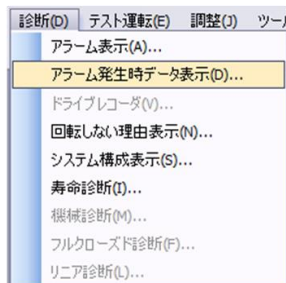 診断(D) テスト運転(E) 調整(J) ツー
アラーム表示(A)...
アラーム発生時データ表示(D)...
ドライブレコーダ(V)...
回転しない理由表示(N)...
システム構成表示(S)...
寿命診断(I)...
機械診断(M)...
フルクローズド診断(F)...
リニア診断(L)...